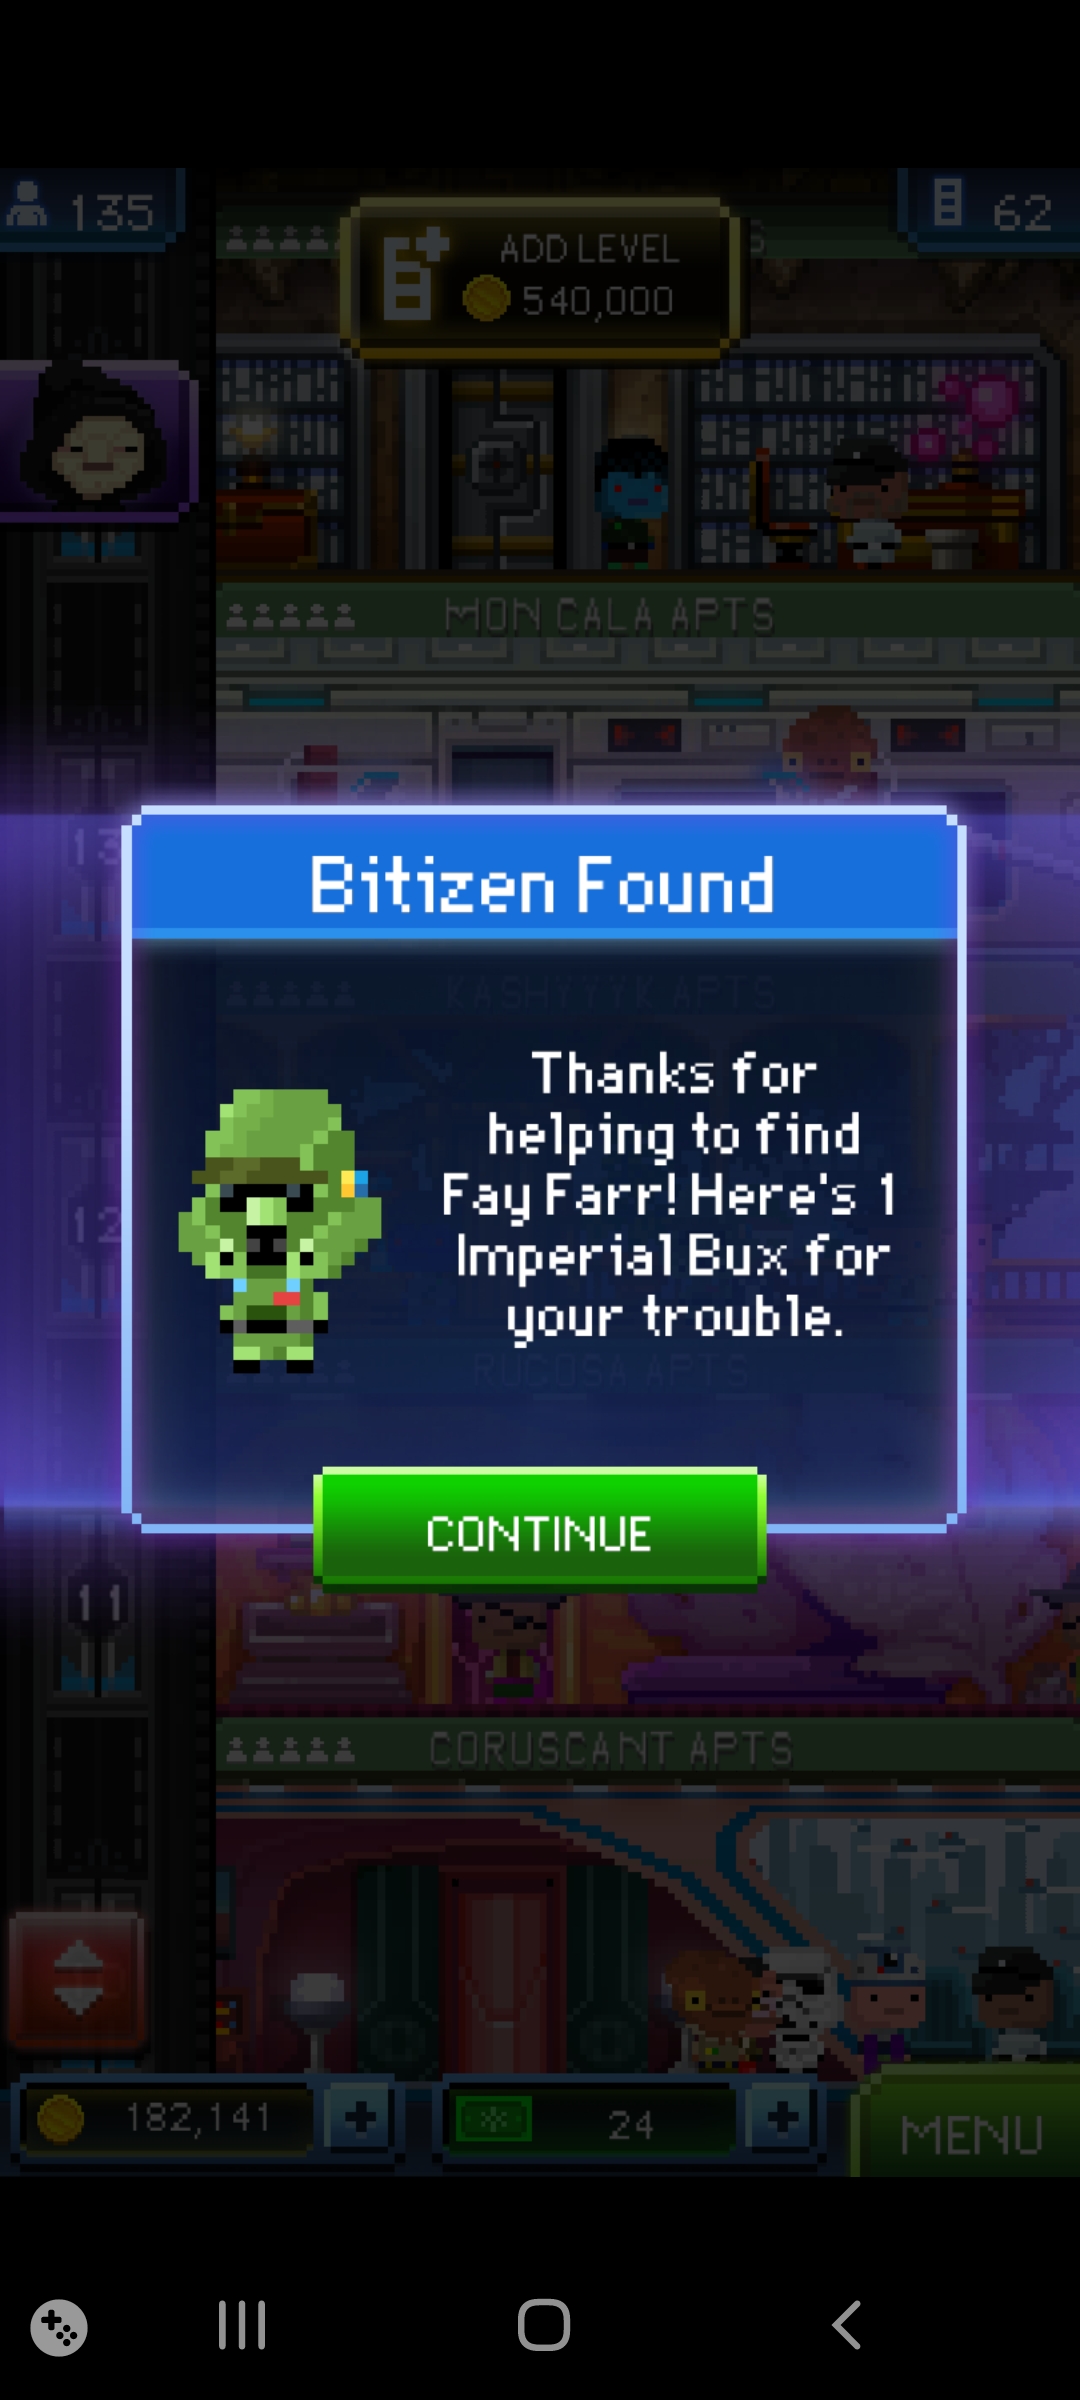 135
ADD LEVEL
540,000
62
MON CALA APTS
13
Bitizen Found
KASHYYYK APTS
Thanks for
helping to find
Fay Farr! Here's 1
Imperial Bux for
your trouble.
12
RUCOSA APTS
CONTINUE
11
CORUSCANT APTS
182,141
24
MENU